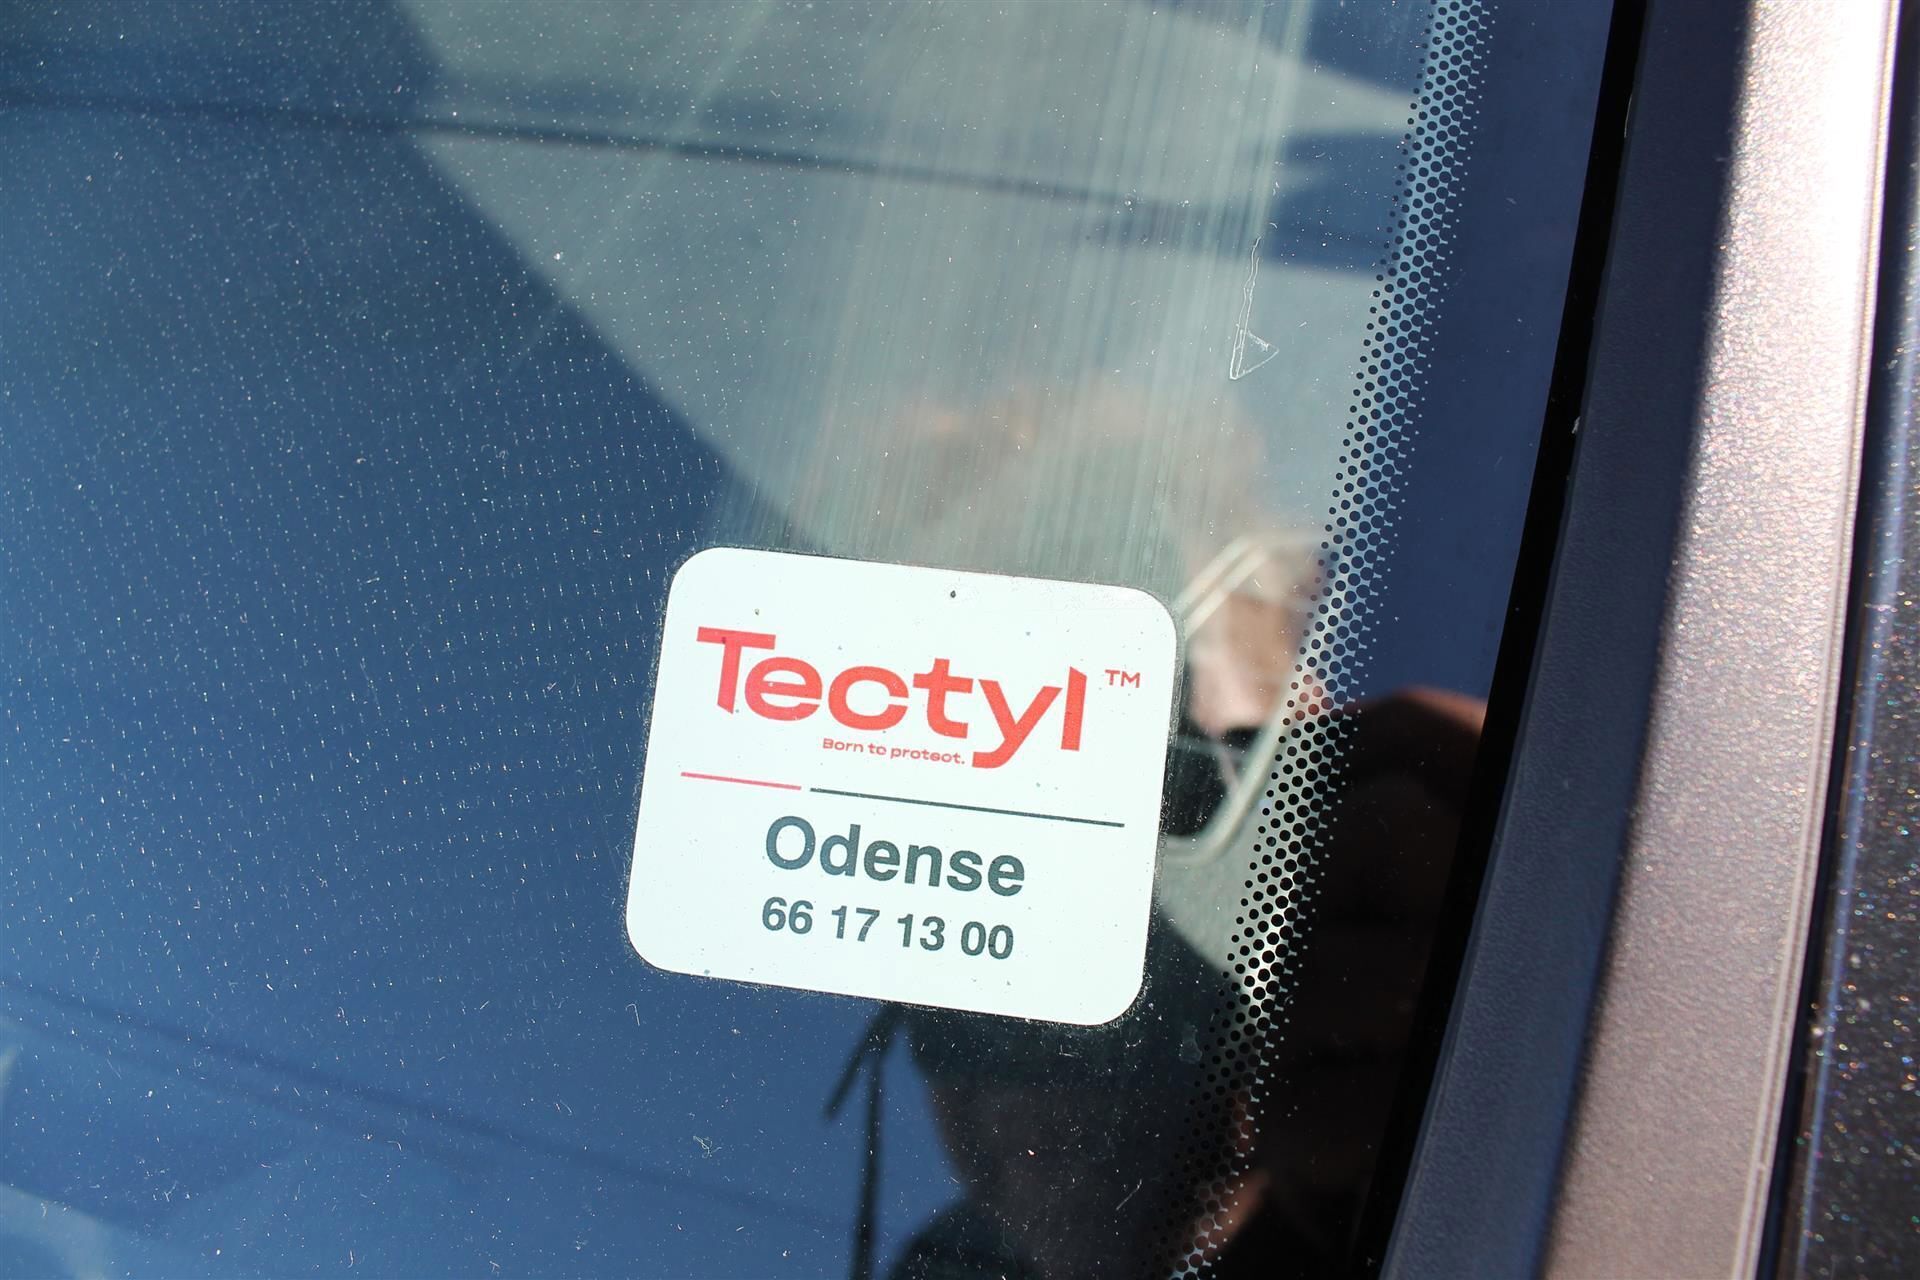 Tectyl™
Born to protect.
Odense
66 17 13 00